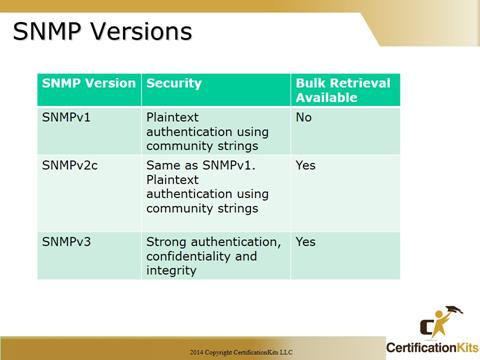 SNMP Versions
SNMP Version Security Bulk Retrieval
Available
SNMPv1 Plaintext No
authentication using
community strings
SNMPv2c Same as SNMPv1. Yes
Plaintext
authentication using
community strings
SNMPv3 Strong authentication, Yes
confidentiality and
integrity
2014 Copyright CertificationKits LLC
CertificationKits